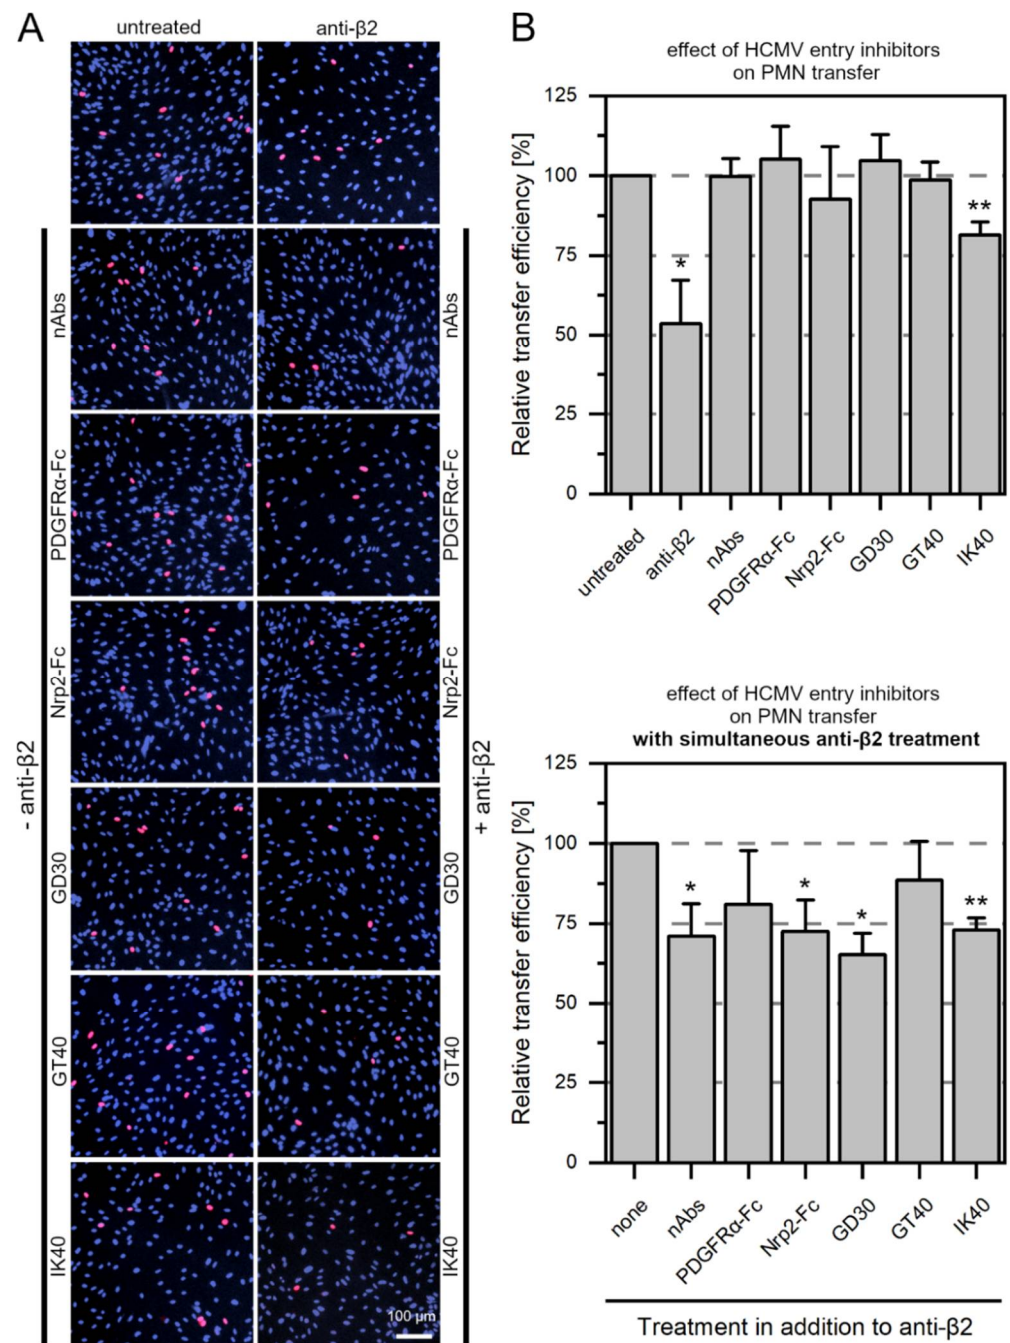 A
untreated
anti-β2
nAbs
nAbs
PDGFRα-Fc
PDGFRα-Fc
Nrp2-Fc
Nrp2-Fc
- anti-β2
+ anti-β2
GD30
GD30
GT40
GT40
IK40
IK40
100 µm
B
effect of HCMV entry inhibitors
on PMN transfer
Relative transfer efficiency [%]
125
100
75
50
25
0
*
**
untreated
anti-β2
nAbs
PDGFRα-Fc
Nrp2-Fc
GD30
GT40
IK40
effect of HCMV entry inhibitors
on PMN transfer
with simultaneous anti-β2 treatment
Relative transfer efficiency [%]
125
100
75
50
25
0
*
*
*
**
none
nAbs
PDGFRα-Fc
Nrp2-Fc
GD30
GT40
IK40
Treatment in addition to anti-β2